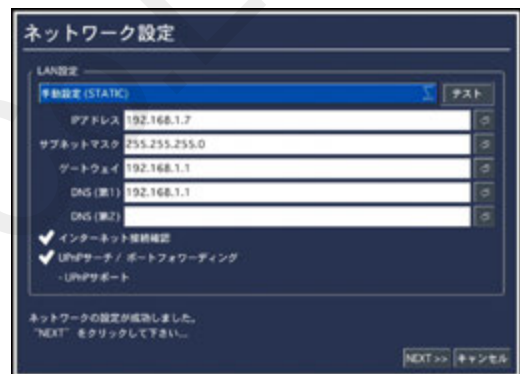 ネットワーク設定
LAN設定
手動設定 (STATIC)
テスト
IPアドレス 192.168.1.7
サブネットマスク 255.255.255.0
ゲートウェイ 192.168.1.1
DNS (第1) 192.168.1.1
DNS (第2)
インターネット接続確認
UPnPサーチ / ポートフォワーディング
- UPnPサポート
ネットワークの設定が成功しました。
"NEXT" をクリックして下さい...
NEXT >> キャンセル